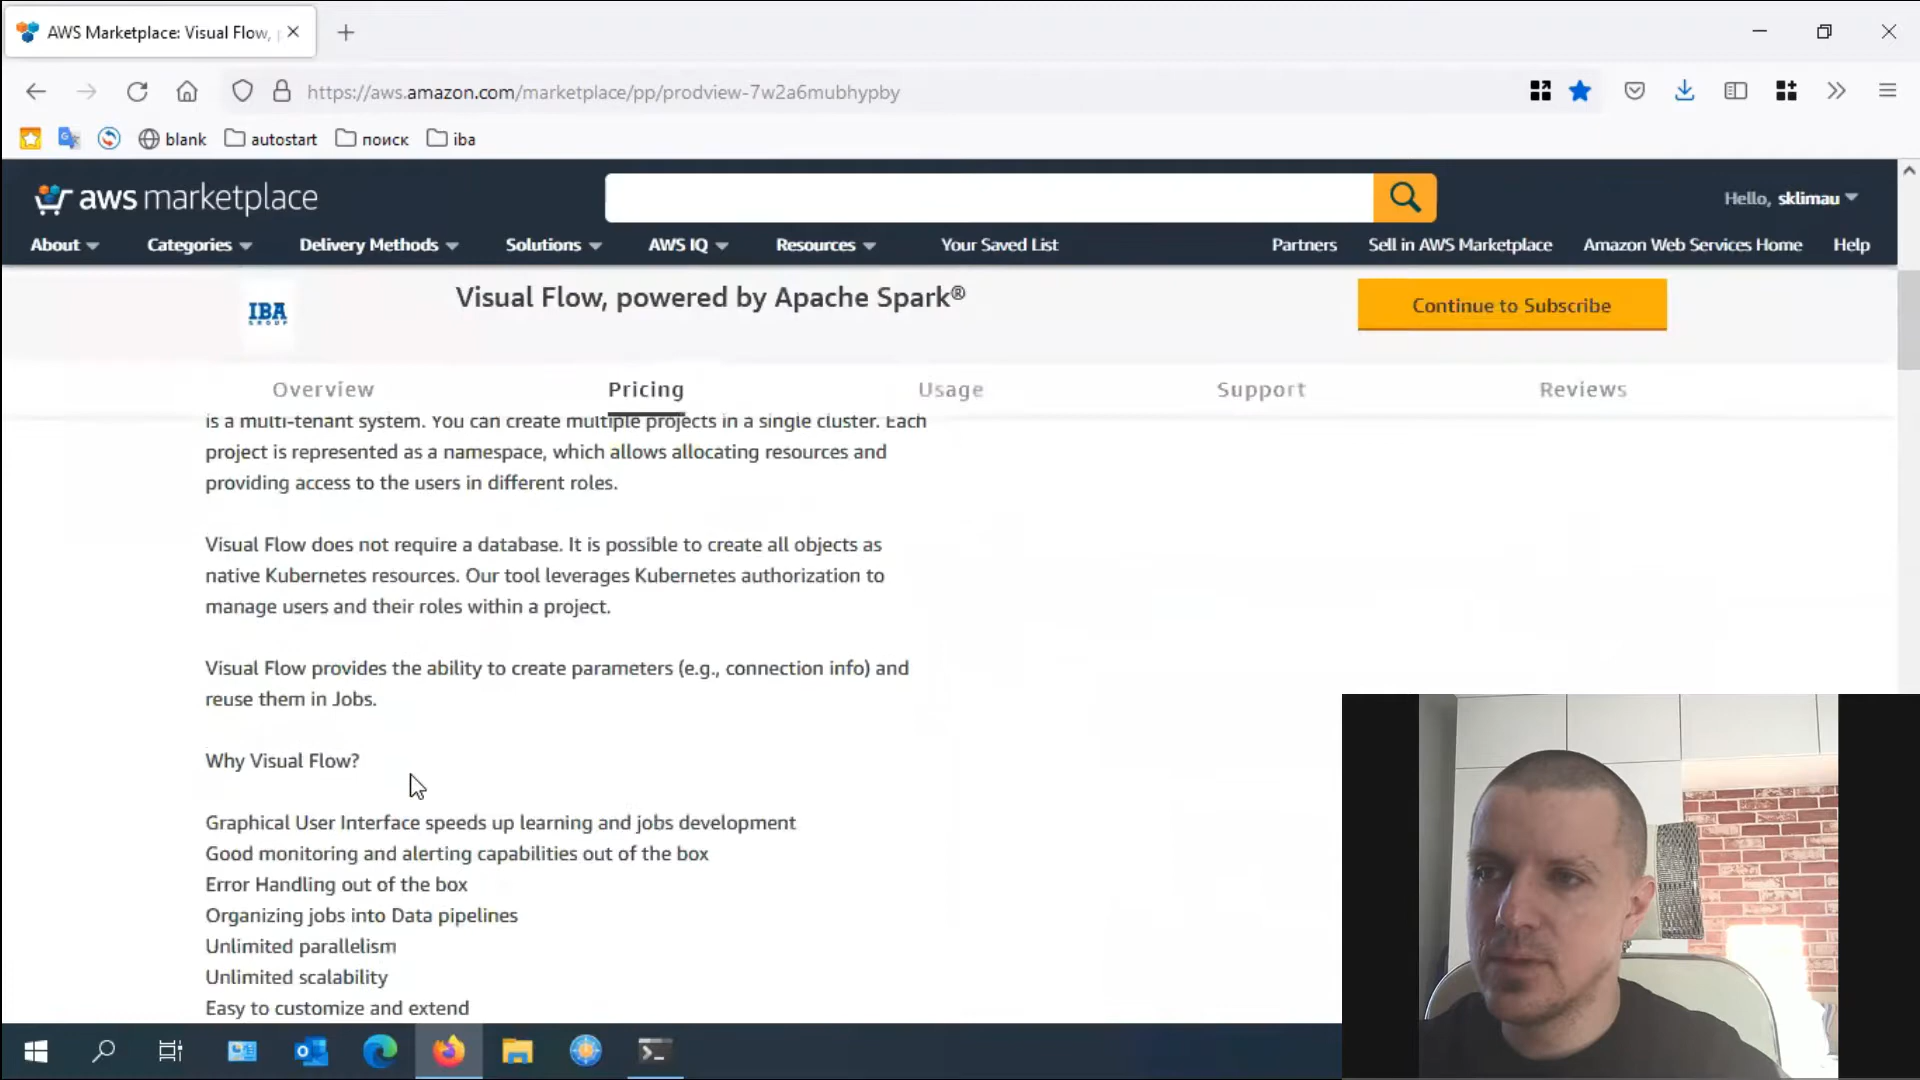 AWS Marketplace: Visual Flow,
https://aws.amazon.com/marketplace/pp/prodview-7w2a6mubhypby
blank
autostart
поиск
iba
aws marketplace
Hello, sklimau
About
Categories
Delivery Methods
Solutions
AWS IQ
Resources
Your Saved List
Partners
Sell in AWS Marketplace
Amazon Web Services Home
Help
IBA
GROUP
Visual Flow, powered by Apache Spark®
Continue to Subscribe
Overview
Pricing
Usage
Support
Reviews
is a multi-tenant system. You can create multiple projects in a single cluster. Each
project is represented as a namespace, which allows allocating resources and
providing access to the users in different roles.
Visual Flow does not require a database. It is possible to create all objects as
native Kubernetes resources. Our tool leverages Kubernetes authorization to
manage users and their roles within a project.
Visual Flow provides the ability to create parameters (e.g., connection info) and
reuse them in Jobs.
Why Visual Flow?
Graphical User Interface speeds up learning and jobs development
Good monitoring and alerting capabilities out of the box
Error Handling out of the box
Organizing jobs into Data pipelines
Unlimited parallelism
Unlimited scalability
Easy to customize and extend